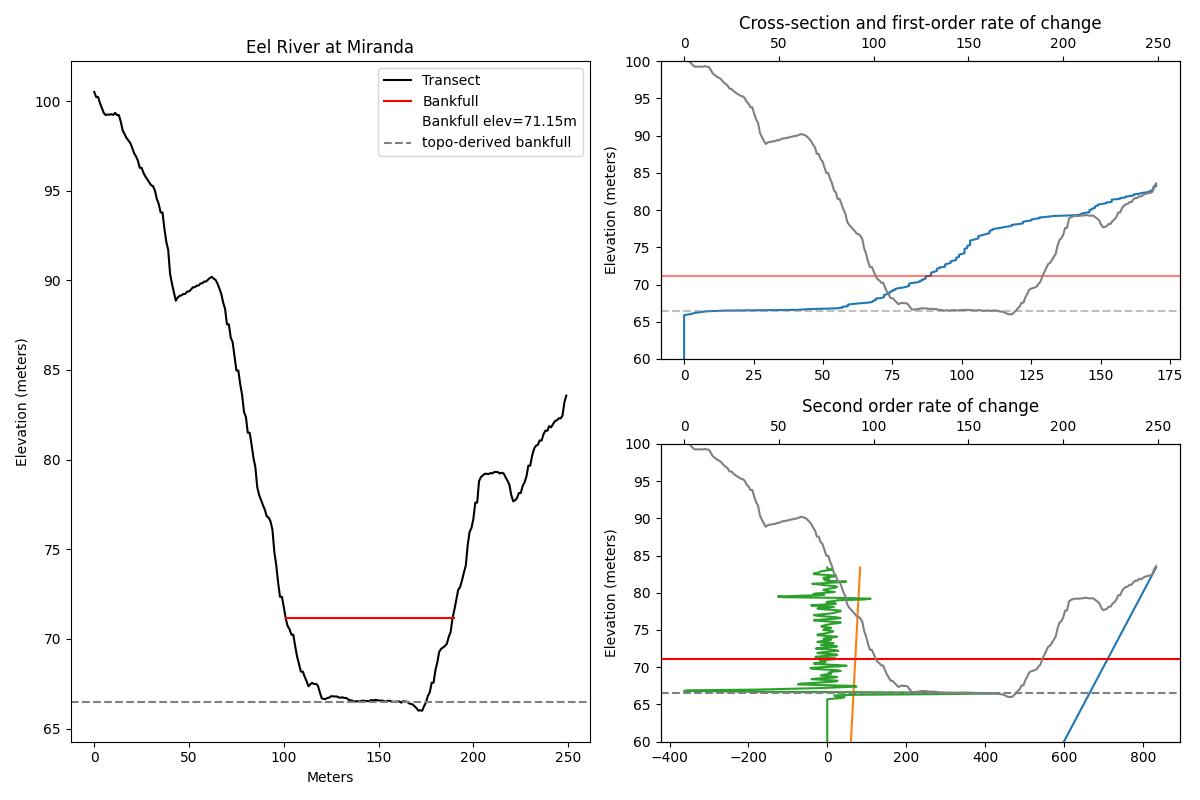 Eel River at Miranda
Transect
Bankfull
Bankfull elev=71.15m
topo-derived bankfull
Elevation (meters)
100
95
90
85
80
75
70
65
0 50 100 150 200 250
Meters
Cross-section and first-order rate of change
0 50 100 150 200 250
Elevation (meters)
100
95
90
85
80
75
70
65
60
0 25 50 75 100 125 150 175
Second order rate of change
0 50 100 150 200 250
Elevation (meters)
100
95
90
85
80
75
70
65
60
−400 −200 0 200 400 600 800